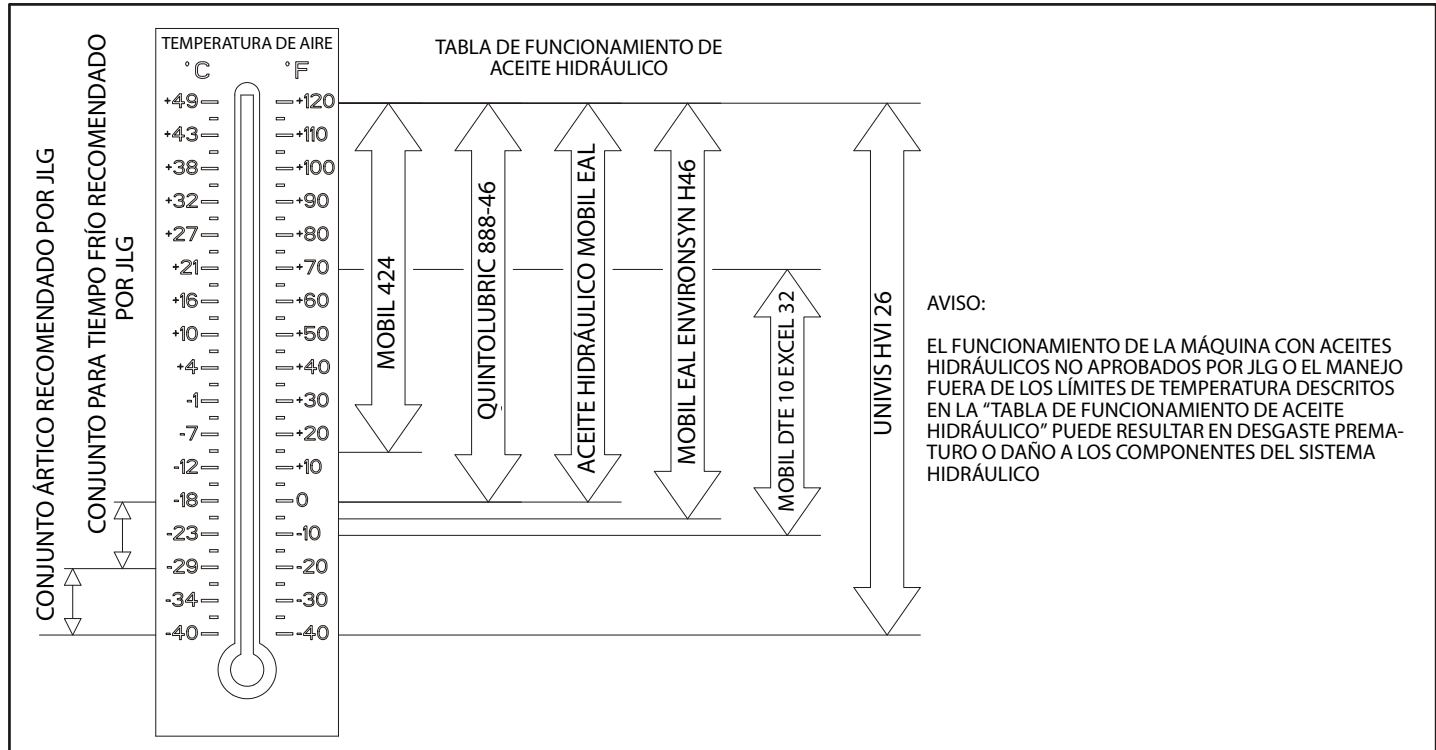 TEMPERATURA DE AIRE
°C °F
+49 +120
+43 +110
+38 +100
+32 +90
+27 +80
+21 +70
+16 +60
+10 +50
+4 +40
-1 +30
-7 +20
-12 +10
-18 0
-23 -10
-29 -20
-34 -30
-40 -40
CONJUNTO ÁRTICO RECOMENDADO POR JLG
CONJUNTO PARA TIEMPO FRÍO RECOMENDADO
POR JLG
TABLA DE FUNCIONAMIENTO DE
ACEITE HIDRÁULICO
MOBIL 424
QUINTOLUBRIC 888-46
ACEITE HIDRÁULICO MOBIL EAL
MOBIL EAL ENVIRONSYN H46
MOBIL DTE 10 EXCEL 32
UNIVIS HVI 26
AVISO:
EL FUNCIONAMIENTO DE LA MÁQUINA CON ACEITES
HIDRÁULICOS NO APROBADOS POR JLG O EL MANEJO
FUERA DE LOS LÍMITES DE TEMPERATURA DESCRITOS
EN LA “TABLA DE FUNCIONAMIENTO DE ACEITE
HIDRÁULICO” PUEDE RESULTAR EN DESGASTE PREMA-
TURO O DAÑO A LOS COMPONENTES DEL SISTEMA
HIDRÁULICO